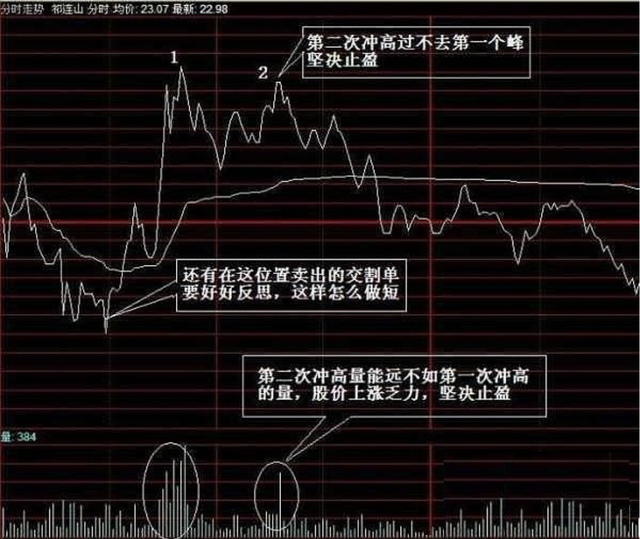 分时走势 祁连山 分时 均价: 23.07 最新: 22.98
第二次冲高过不去第一个峰
坚决止盈
1
2
还有在这位置卖出的交割单
要好好反思，这样怎么做短
第二次冲高量能远不如第一次冲高
的量，股价上涨乏力，坚决止盈
量: 384